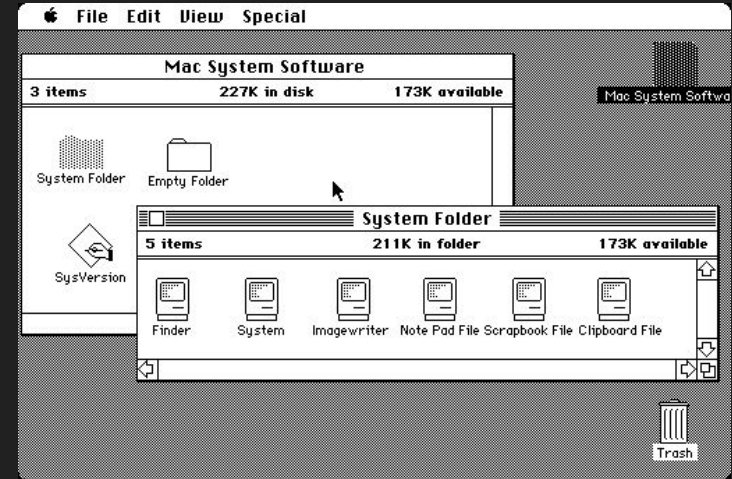 File Edit View Special
Mac System Software
3 items 227K in disk 173K available
Mac System Softwa
System Folder Empty Folder
SysVersion
System Folder
5 items 211K in folder 173K available
Finder System Imagewriter Note Pad File Scrapbook File Clipboard File
Trash